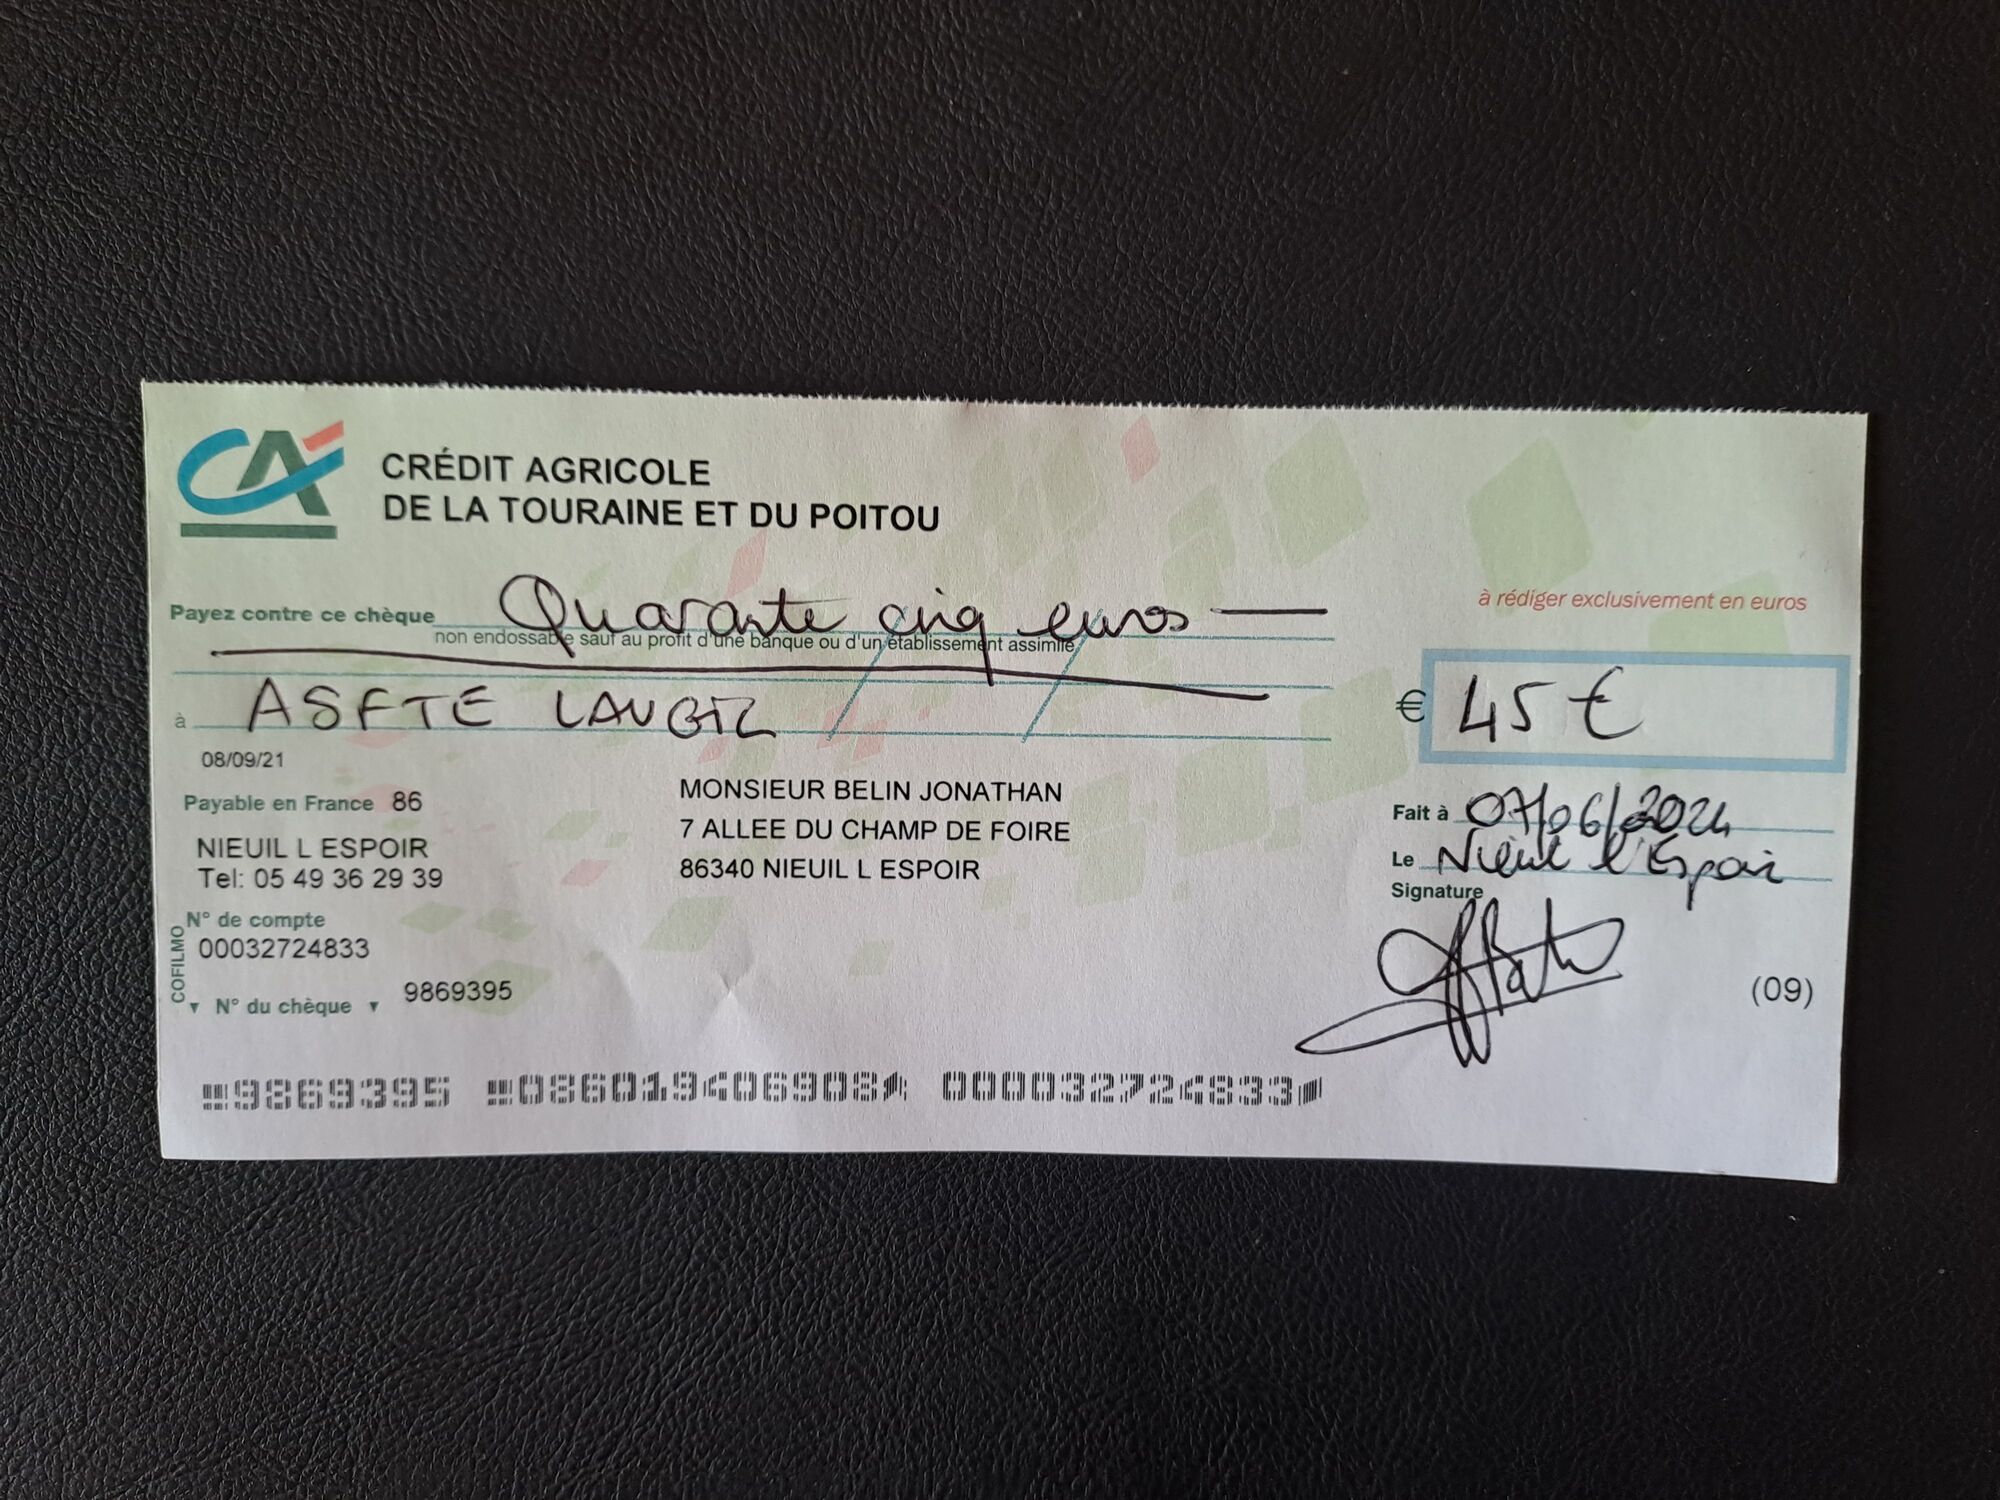 CA
CRÉDIT AGRICOLE
DE LA TOURAINE ET DU POITOU
à rédiger exclusivement en euros
Payez contre ce chèque Quarante cinq euros —
non endossable sauf au profit d'une banque ou d'un établissement assimilé
à ASFTE LAUGIL
€ 45 €
08/09/21
Payable en France 86
NIEUIL L ESPOIR
Tel: 05 49 36 29 39
N° de compte
00032724833
COFILMO
N° du chèque 9869395
MONSIEUR BELIN JONATHAN
7 ALLEE DU CHAMP DE FOIRE
86340 NIEUIL L ESPOIR
Fait à 07/06/2024
Le Nieuil l'Espoir
Signature
(09)
9869395 086019406908 000032724833